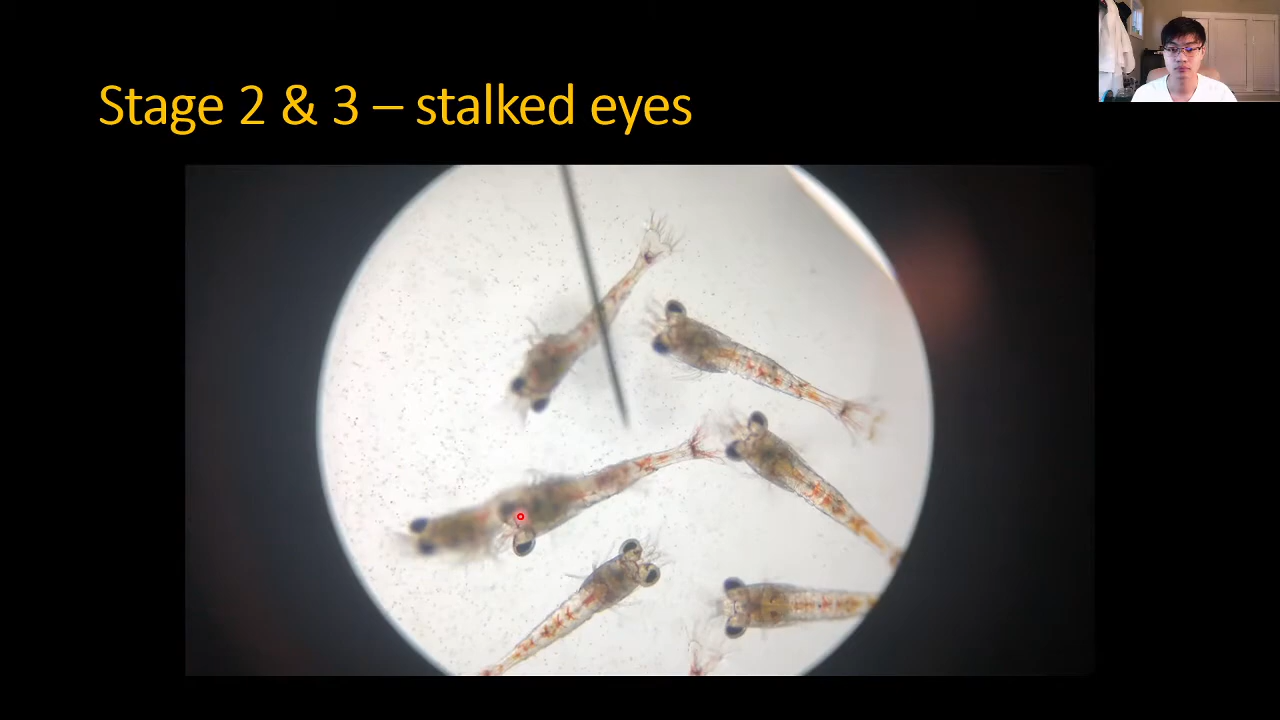 Stage 2 & 3 – stalked eyes